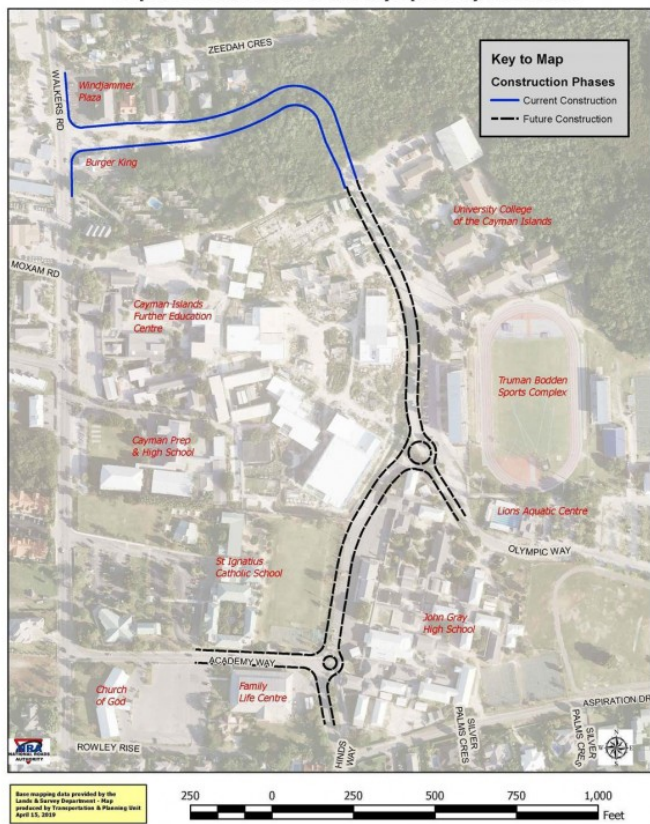 ZEEDAH CRES
WALKERS RD
Windjammer
Plaza
Key to Map
Construction Phases
Current Construction
Future Construction
Burger King
University College
of the Cayman Islands
MOXAM RD
Cayman Islands
Further Education
Centre
Truman Bodden
Sports Complex
Cayman Prep
& High School
Lions Aquatic Centre
OLYMPIC WAY
St Ignatius
Catholic School
John Gray
High School
ACADEMY WAY
Church
of God
Family
Life Centre
ASPIRATION DR
ROWLEY RISE
HINDS
WAY
SILVER
PALMS CRES
SILVER
PALMS CRES
NRA
NATIONAL ROADS
AUTHORITY
Base mapping data provided by the
Lands & Survey Department - Map
produced by Transportation & Planning Unit
April 15, 2019
250 0 250 500 750 1,000
Feet